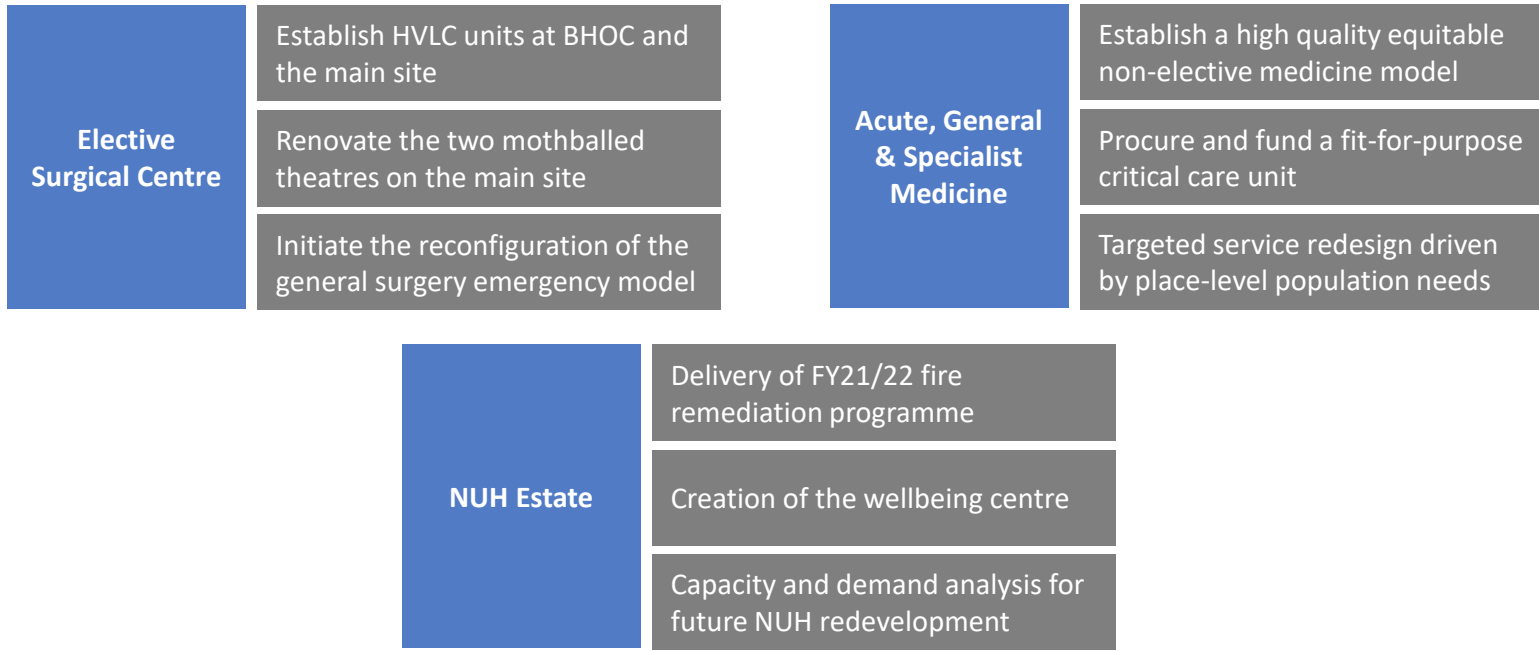 Elective
Surgical Centre
Establish HVLC units at BHOC and
the main site
Renovate the two mothballed
theatres on the main site
Initiate the reconfiguration of the
general surgery emergency model
Acute, General
& Specialist
Medicine
Establish a high quality equitable
non-elective medicine model
Procure and fund a fit-for-purpose
critical care unit
Targeted service redesign driven
by place-level population needs
NUH Estate
Delivery of FY21/22 fire
remediation programme
Creation of the wellbeing centre
Capacity and demand analysis for
future NUH redevelopment